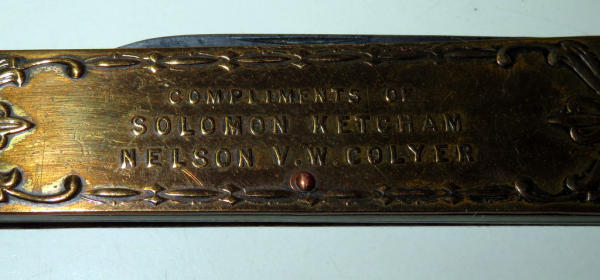 COMPLIMENTS OF
SOLOMON KETCHAM
NELSON V.W. COLYER